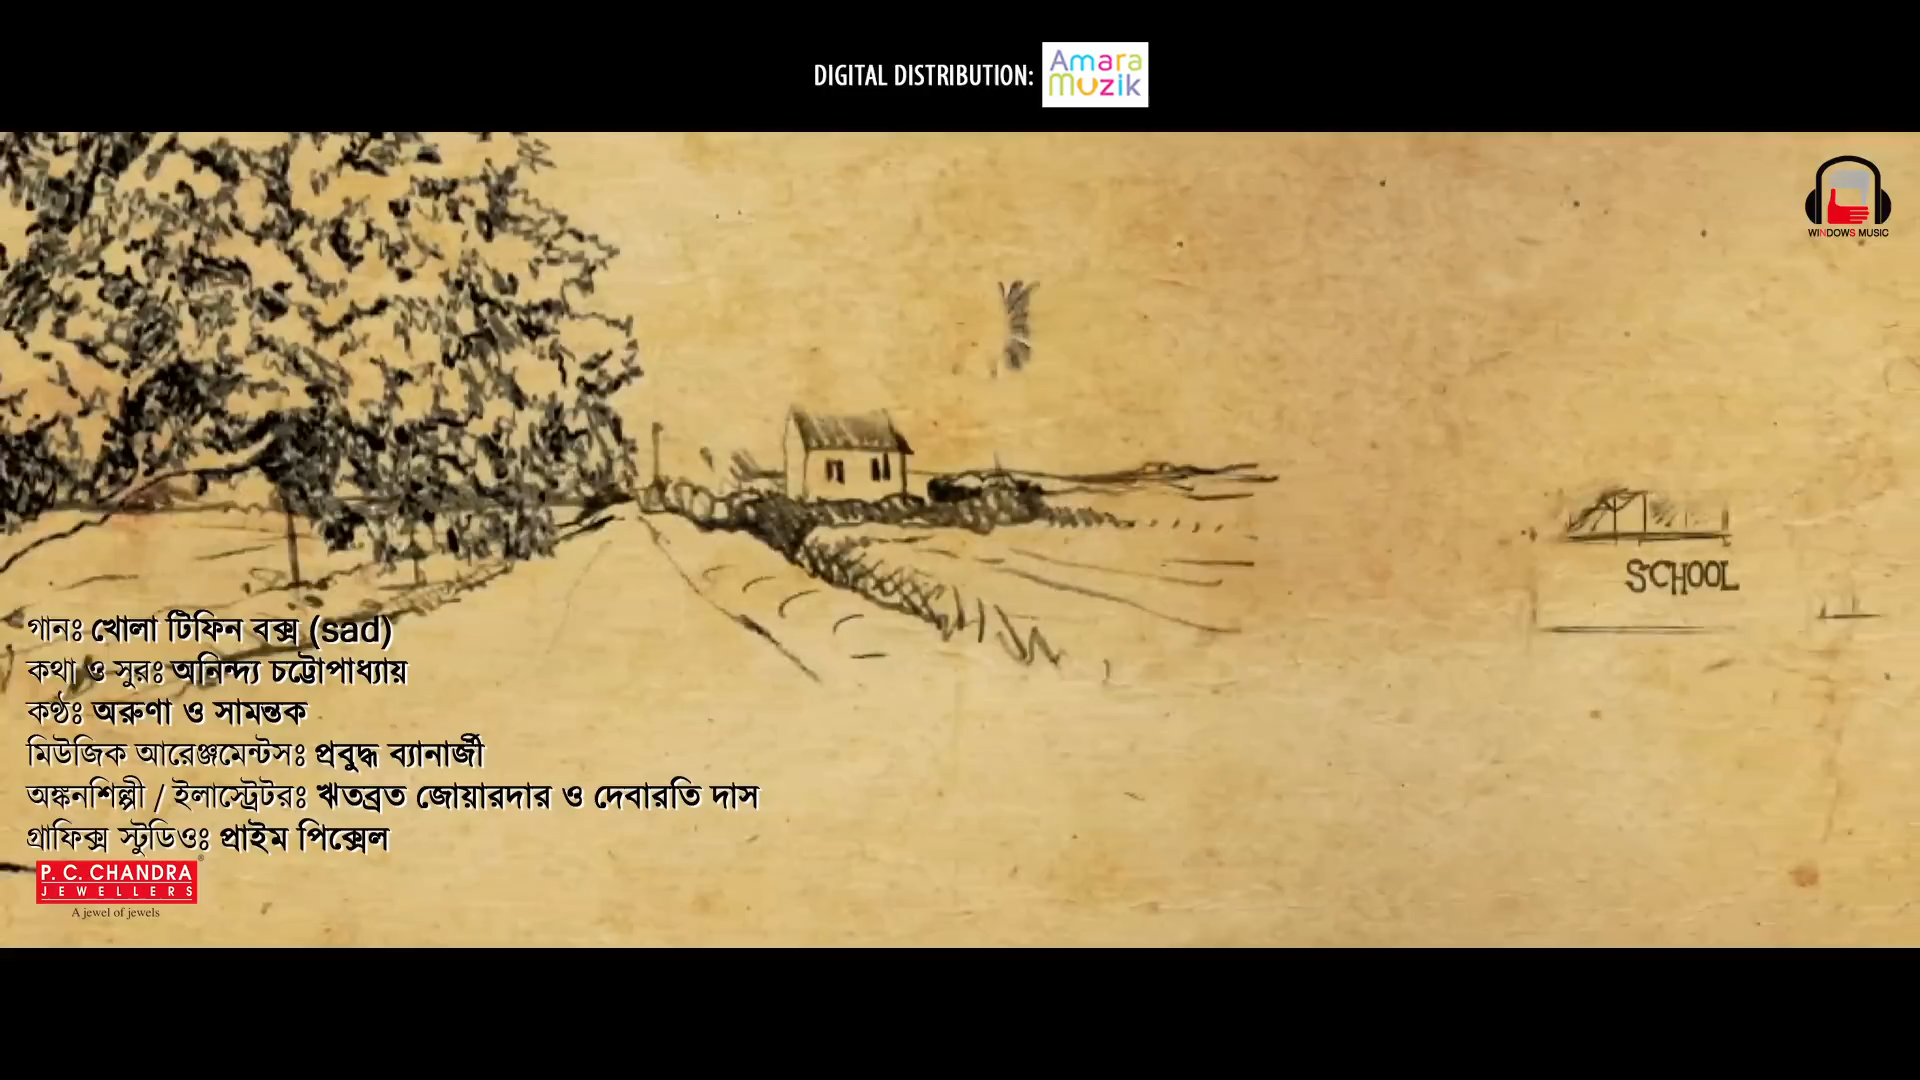 DIGITAL DISTRIBUTION: Amara Muzik
WINDOWS MUSIC
SCHOOL
গানঃ খোলা টিফিন বক্স (sad)
কথা ও সুরঃ অনিন্দ্য চট্টোপাধ্যায়
কণ্ঠঃ অরুণা ও সামন্তক
মিউজিক আরেঞ্জমেন্টসঃ প্রবুদ্ধ ব্যানার্জী
অঙ্কনশিল্পী / ইলাস্ট্রেটরঃ ঋতব্রত জোয়ারদার ও দেবারতি দাস
গ্রাফিক্স স্টুডিওঃ প্রাইম পিক্সেল
P. C. CHANDRA ®
JEWELLERS
A jewel of jewels